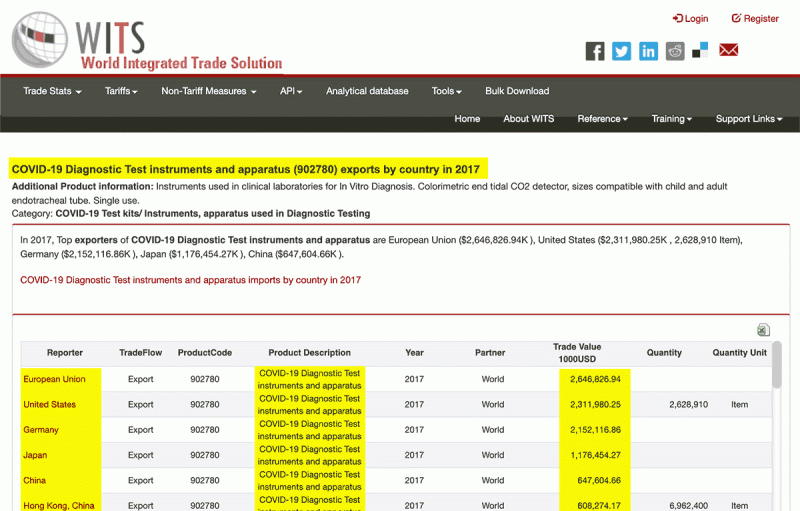 Login Register
WITS
World Integrated Trade Solution
Trade Stats Tariffs Non-Tariff Measures API Analytical database Tools Bulk Download
Home About WITS Reference Training Support Links
COVID-19 Diagnostic Test instruments and apparatus (902780) exports by country in 2017
Additional Product information: Instruments used in clinical laboratories for In Vitro Diagnosis. Colorimetric end tidal CO2 detector, sizes compatible with child and adult
endotracheal tube. Single use.
Category: COVID-19 Test kits/ Instruments, apparatus used in Diagnostic Testing
In 2017, Top exporters of COVID-19 Diagnostic Test instruments and apparatus are European Union ($2,646,826.94K ), United States ($2,311,980.25K , 2,628,910 Item),
Germany ($2,152,116.86K ), Japan ($1,176,454.27K ), China ($647,604.66K ).
COVID-19 Diagnostic Test instruments and apparatus imports by country in 2017
Reporter TradeFlow ProductCode Product Description Year Partner Trade Value 1000USD Quantity Quantity Unit
European Union Export 902780 COVID-19 Diagnostic Test instruments and apparatus 2017 World 2,646,826.94
United States Export 902780 COVID-19 Diagnostic Test instruments and apparatus 2017 World 2,311,980.25 2,628,910 Item
Germany Export 902780 COVID-19 Diagnostic Test instruments and apparatus 2017 World 2,152,116.86
Japan Export 902780 COVID-19 Diagnostic Test instruments and apparatus 2017 World 1,176,454.27
China Export 902780 COVID-19 Diagnostic Test instruments and apparatus 2017 World 647,604.66
Hong Kong, China Export 902780 COVID-19 Diagnostic Test 2017 World 608,274.17 6,962,400 Item